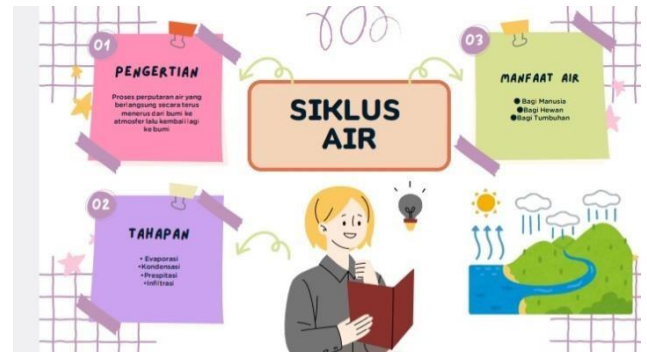 SIKLUS
AIR
01
PENGERTIAN
Proses perputaran air yang
berlangsung secara terus
menerus dari bumi ke
atmosfer lalu kembali lagi
ke bumi
02
TAHAPAN
• Evaporasi
•Kondensasi
•Prespitasi
•Infiltrasi
03
MANFAAT AIR
● Bagi Manusia
●Bagi Hewan
●Bagi Tumbuhan